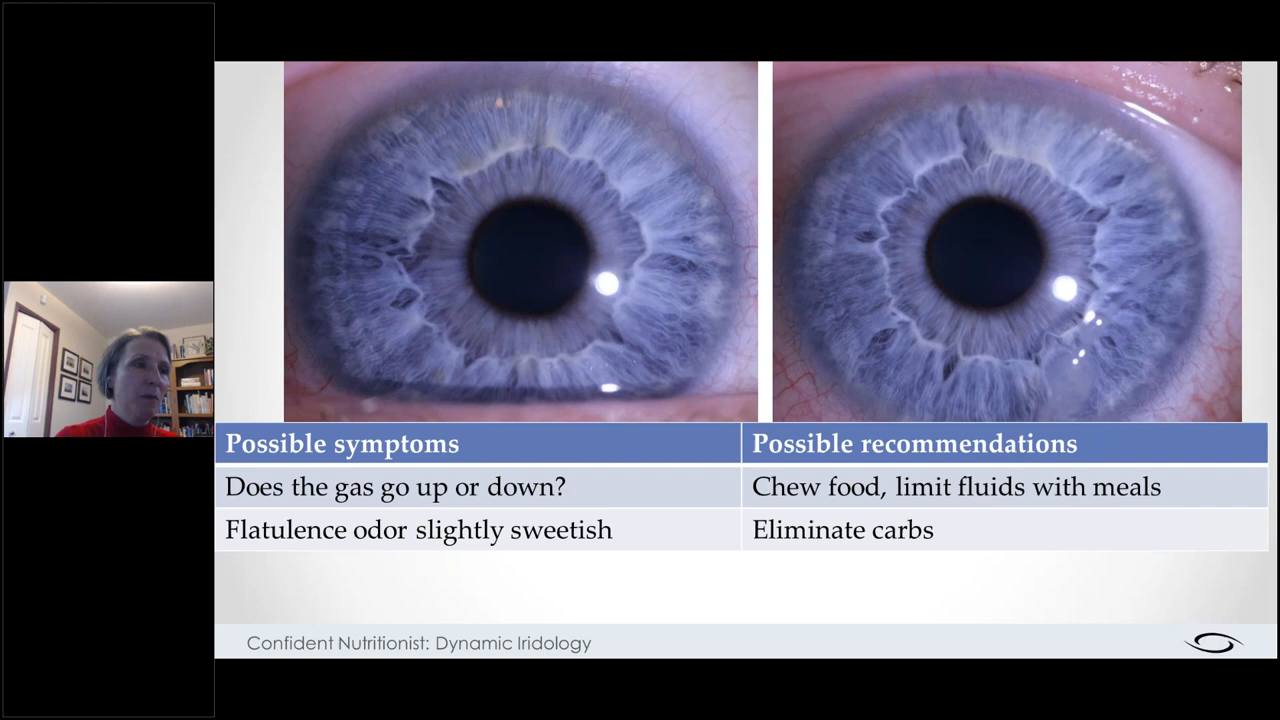 Possible symptoms
Possible recommendations
Does the gas go up or down?
Chew food, limit fluids with meals
Flatulence odor slightly sweetish
Eliminate carbs
Confident Nutritionist: Dynamic Iridology